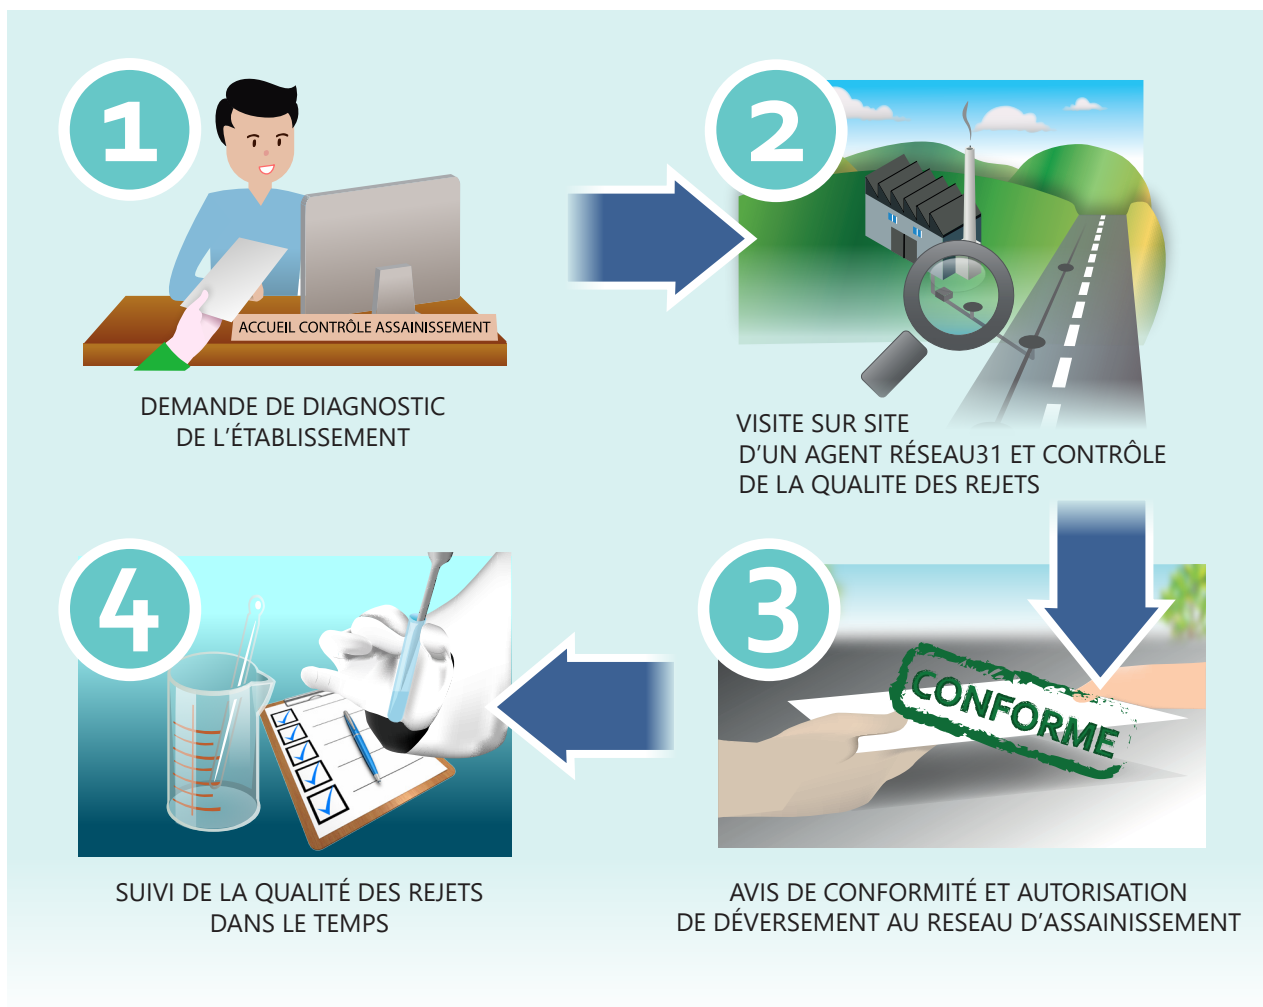 1
ACCUEIL CONTRÔLE ASSAINISSEMENT
DEMANDE DE DIAGNOSTIC
DE L’ÉTABLISSEMENT
2
VISITE SUR SITE
D’UN AGENT RÉSEAU31 ET CONTRÔLE
DE LA QUALITE DES REJETS
3
CONFORME
AVIS DE CONFORMITÉ ET AUTORISATION
DE DÉVERSEMENT AU RESEAU D’ASSAINISSEMENT
4
SUIVI DE LA QUALITÉ DES REJETS
DANS LE TEMPS